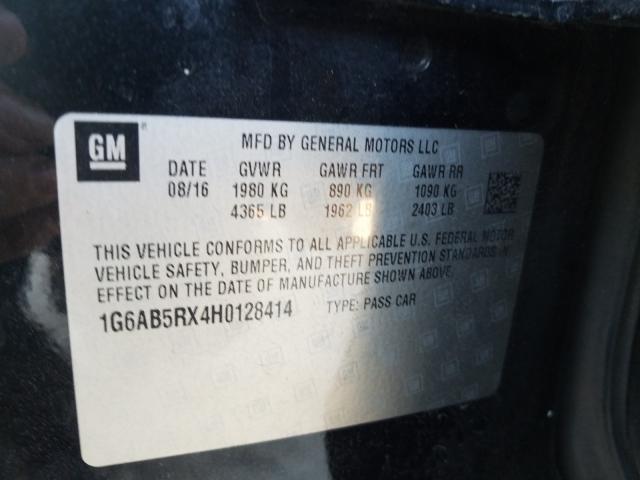 GM ®
MFD BY GENERAL MOTORS LLC
DATE GVWR GAWR FRT GAWR RR
08/16 1980 KG 890 KG 1090 KG
4365 LB 1962 LB 2403 LB
THIS VEHICLE CONFORMS TO ALL APPLICABLE U.S. FEDERAL MOTOR
VEHICLE SAFETY, BUMPER, AND THEFT PREVENTION STANDARDS IN
EFFECT ON THE DATE OF MANUFACTURE SHOWN ABOVE.
1G6AB5RX4H0128414 TYPE: PASS CAR